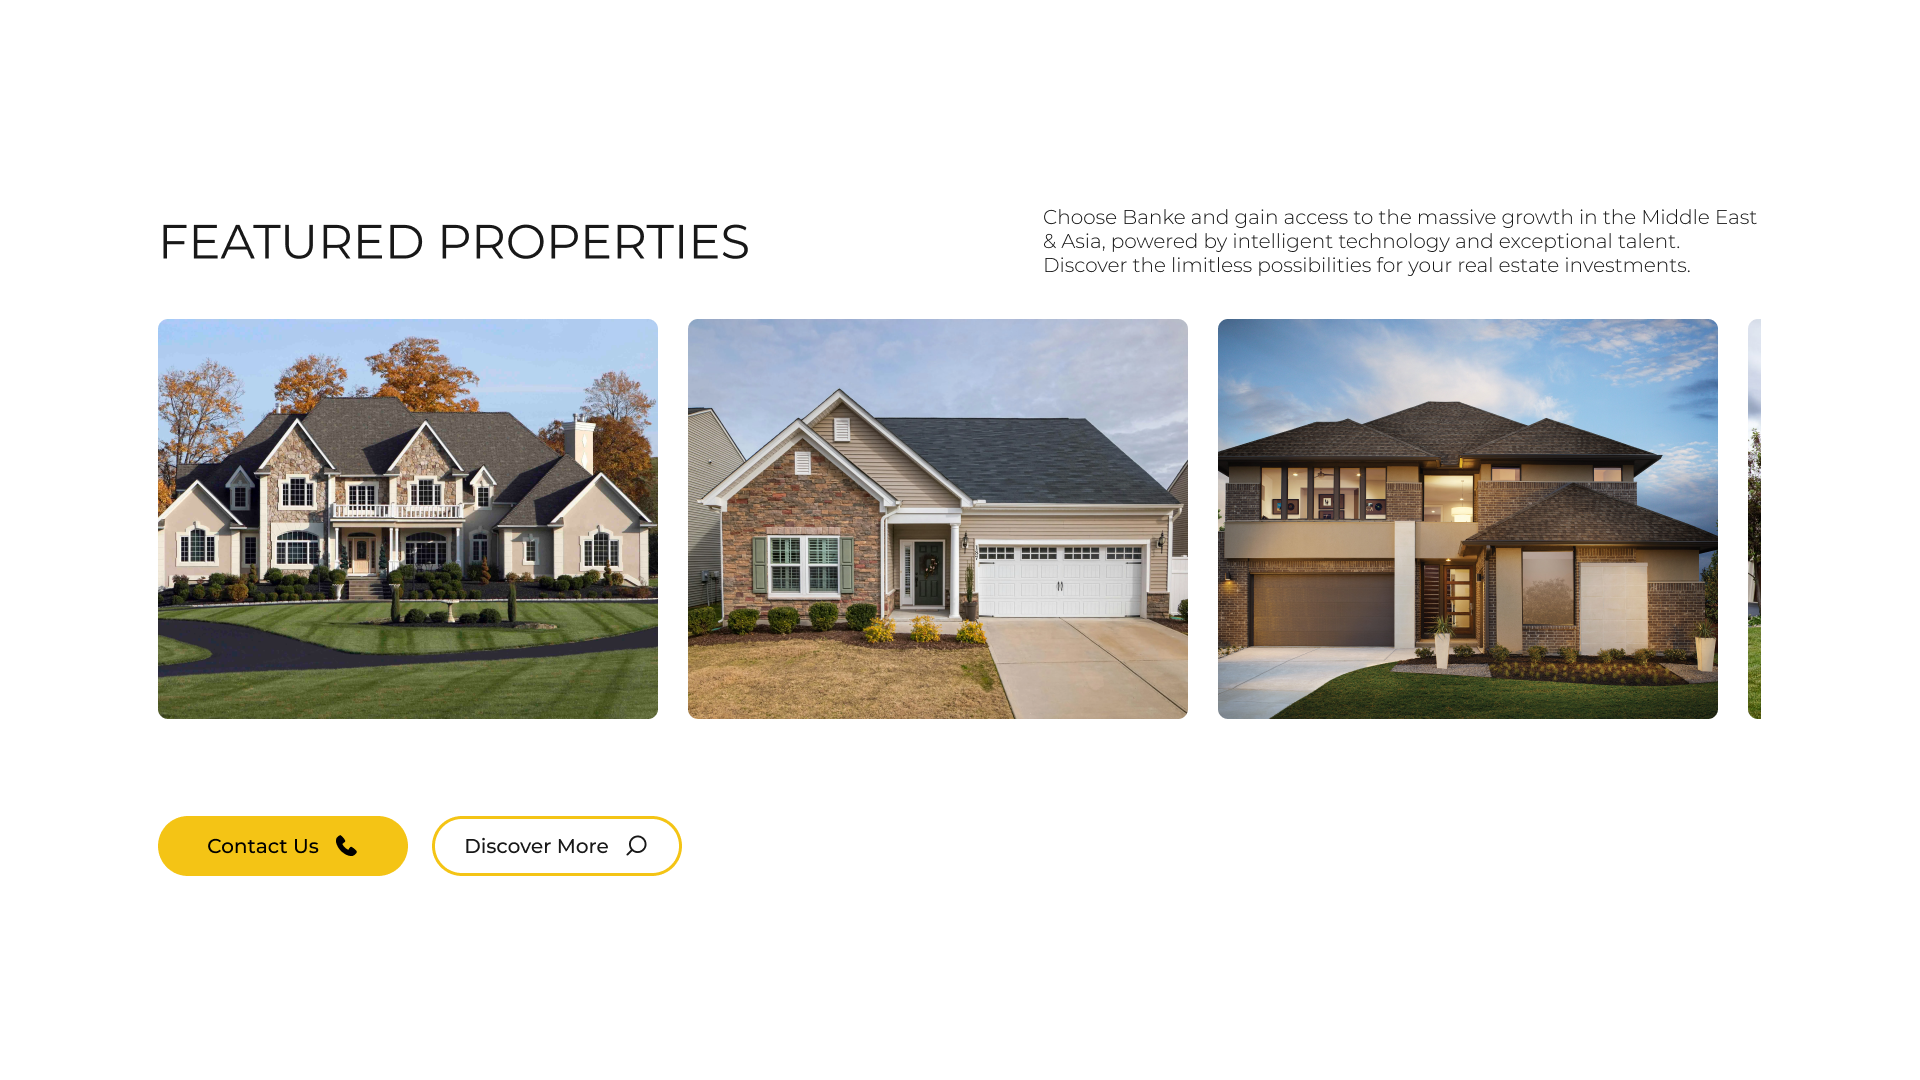 FEATURED PROPERTIES
Choose Banke and gain access to the massive growth in the Middle East
& Asia, powered by intelligent technology and exceptional talent.
Discover the limitless possibilities for your real estate investments.
Contact Us
Discover More